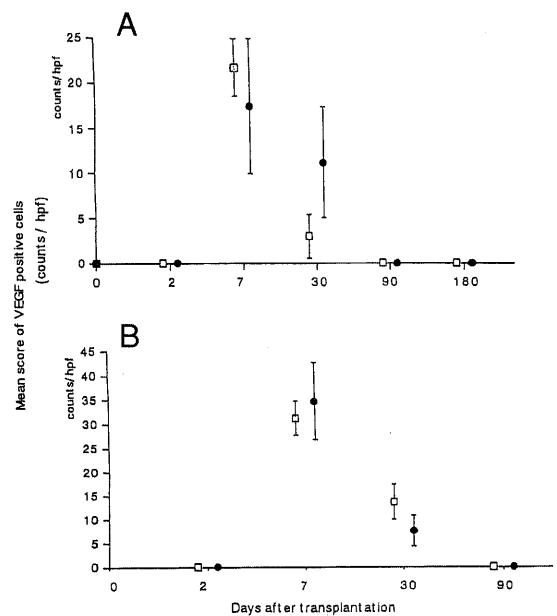 A
counts/hpf
25
20
15
10
5
0
0 2 7 30 90 180
Mean score of VEGF positive cells
(counts / hpf)
B
counts/hpf
45
40
35
30
25
20
15
10
5
0
0 2 7 30 90
Days after transplantation